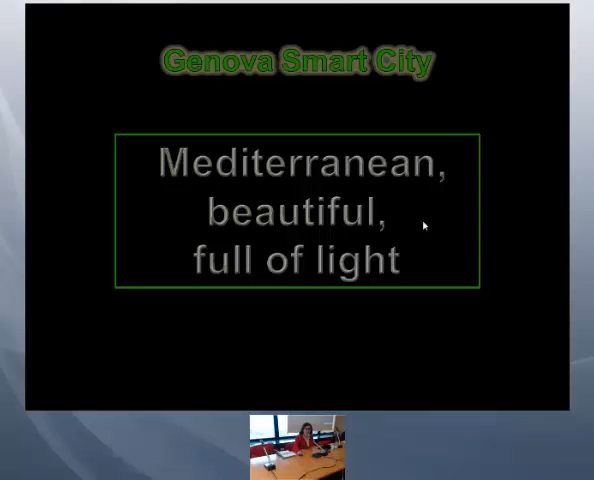 Genova Smart City
Mediterranean,
beautiful,
full of light